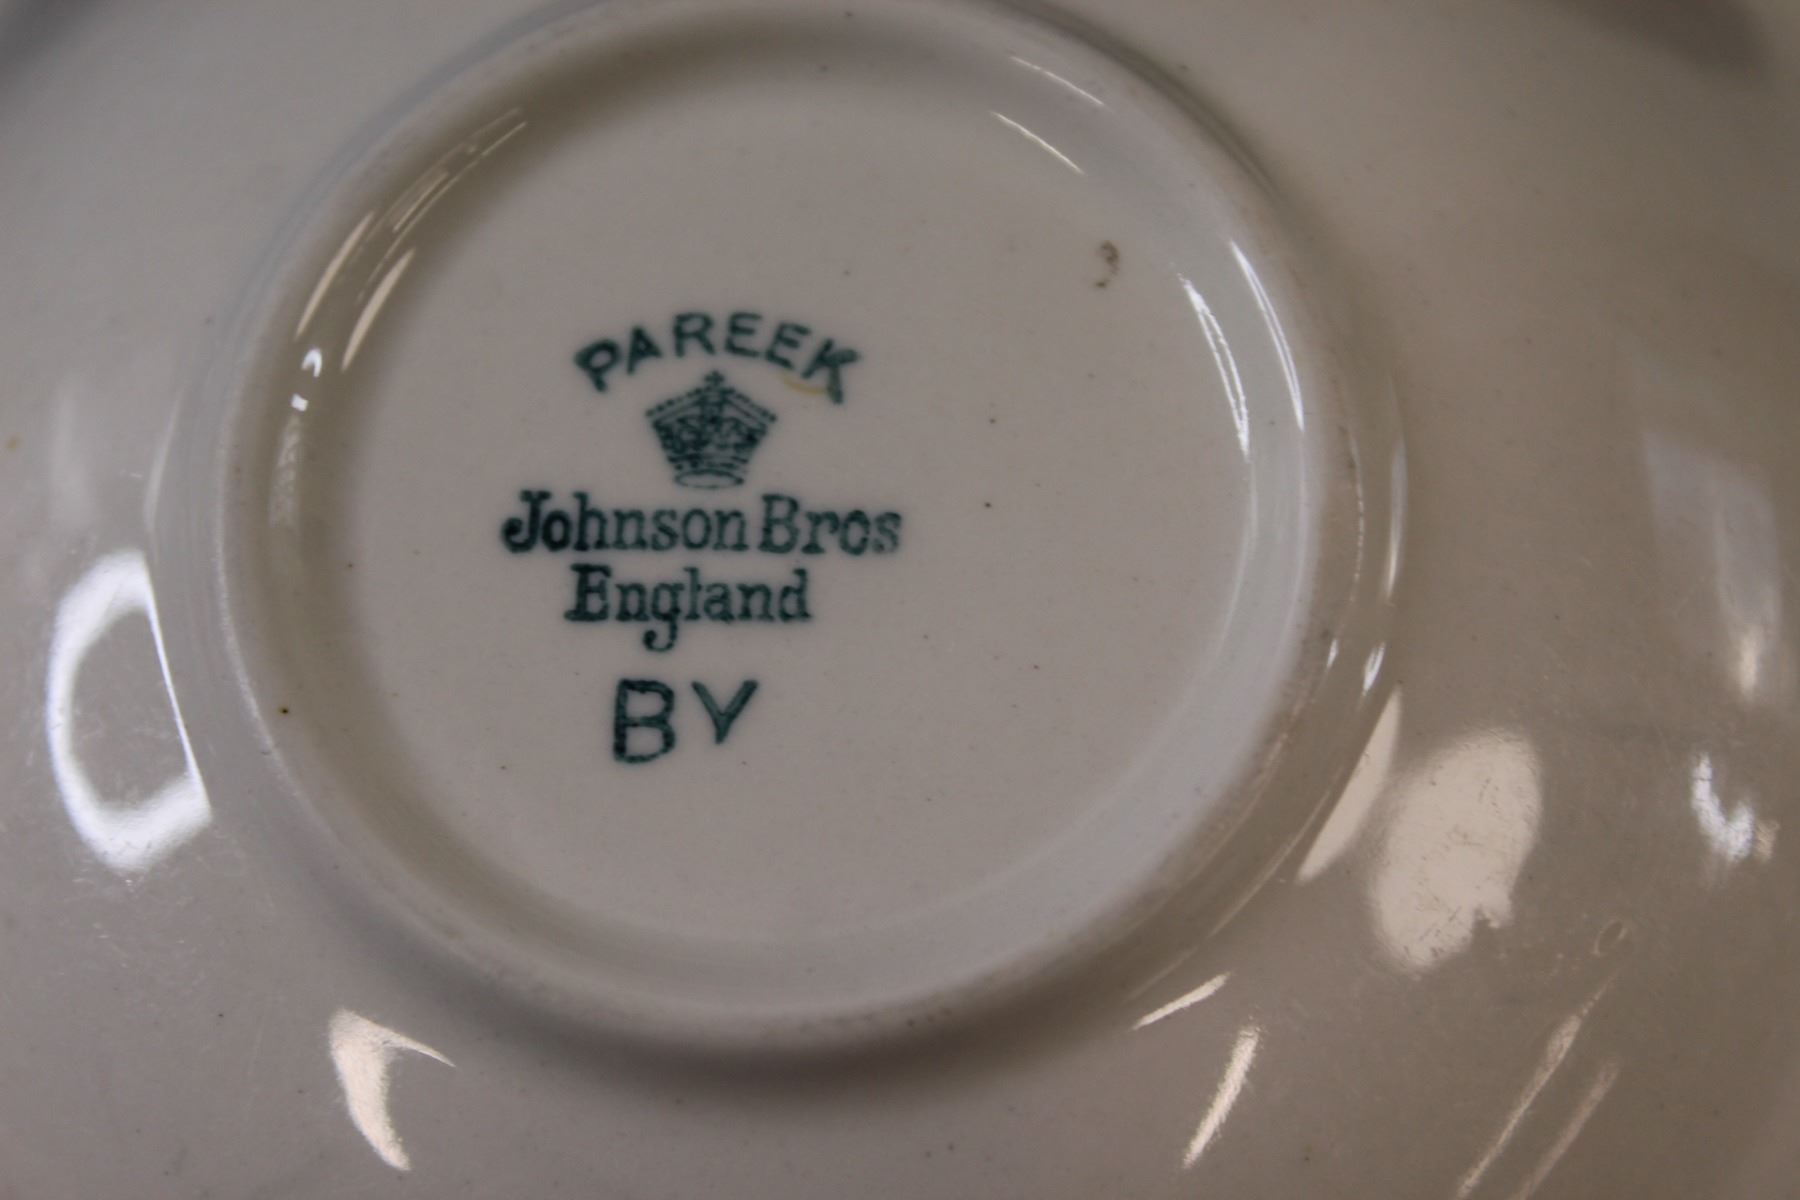 PAREEK
Johnson Bros
England
BY